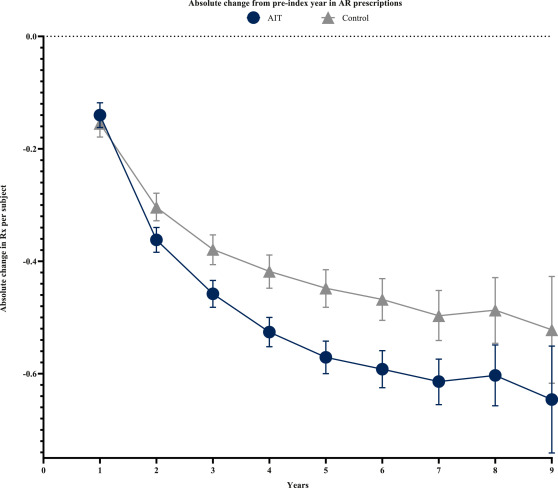 Absolute change from pre-index year in AR prescriptions
AIT
Control
Absolute change in Rx per subject
0.0
-0.2
-0.4
-0.6
0 1 2 3 4 5 6 7 8 9
Years